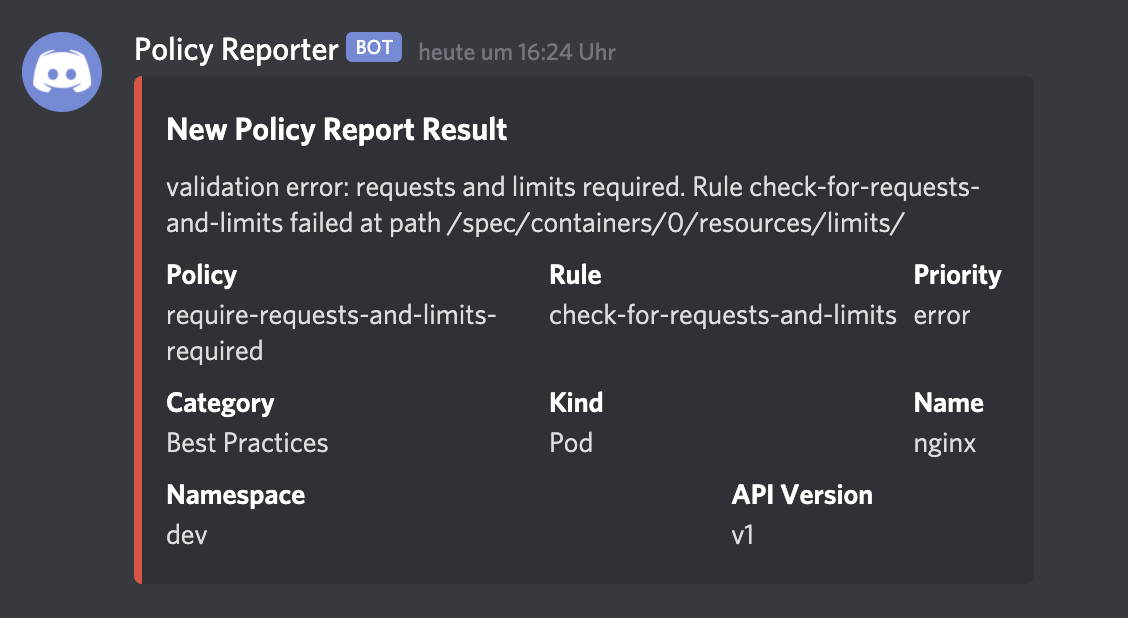 Policy Reporter BOT heute um 16:24 Uhr
New Policy Report Result
validation error: requests and limits required. Rule check-for-requests-
and-limits failed at path /spec/containers/0/resources/limits/
Policy Rule Priority
require-requests-and-limits- check-for-requests-and-limits error
required
Category Kind Name
Best Practices Pod nginx
Namespace API Version
dev v1